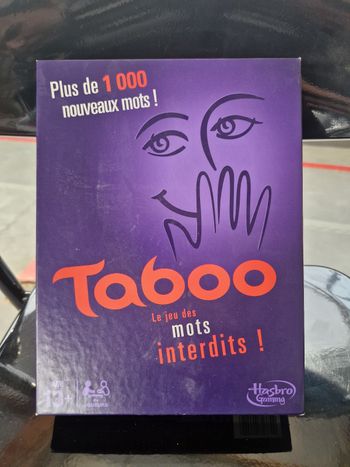 Plus de 1 000
nouveaux mots !
Taboo
Le jeu des
mots
interdits !
Hasbro
Gaming